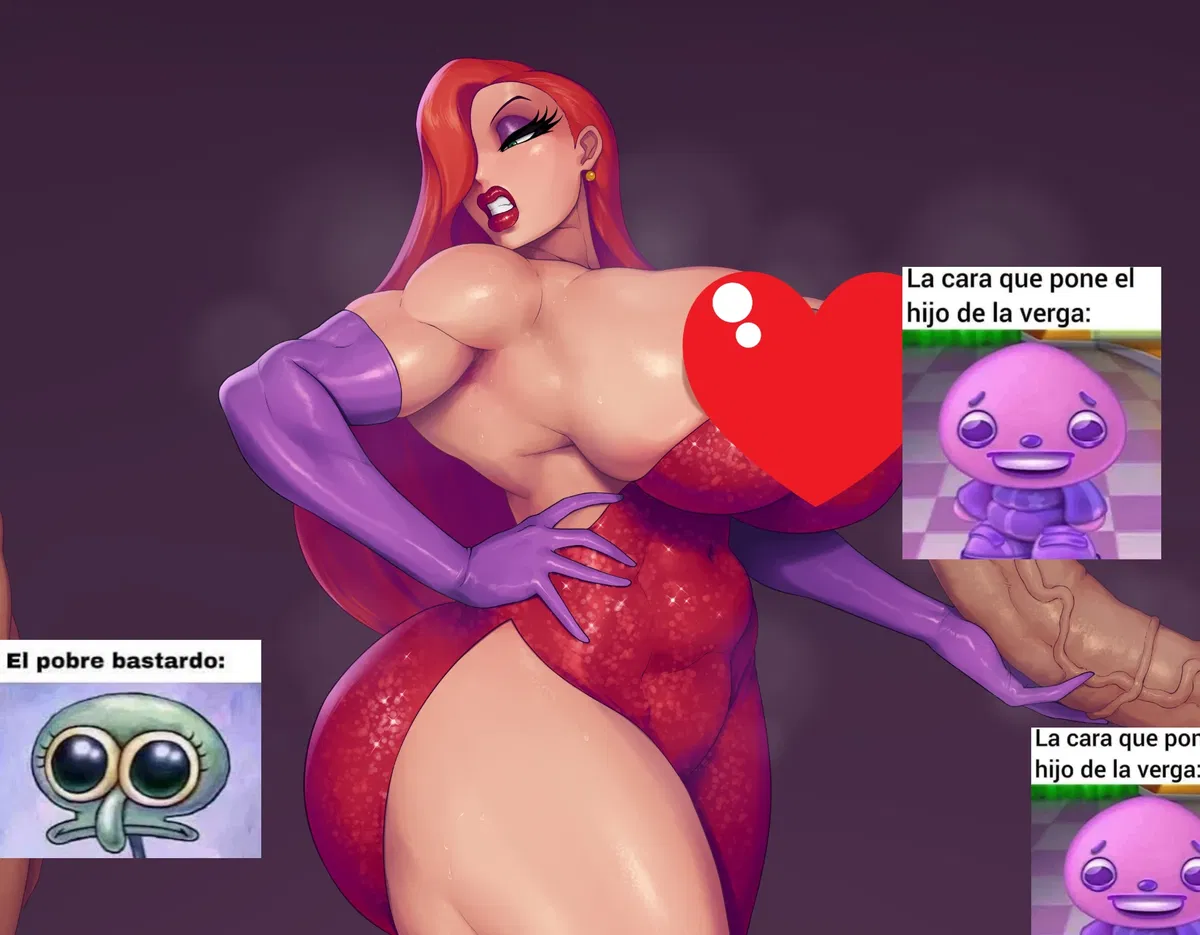 La cara que pone el
hijo de la verga:
El pobre bastardo:
La cara que pon
hijo de la verga: